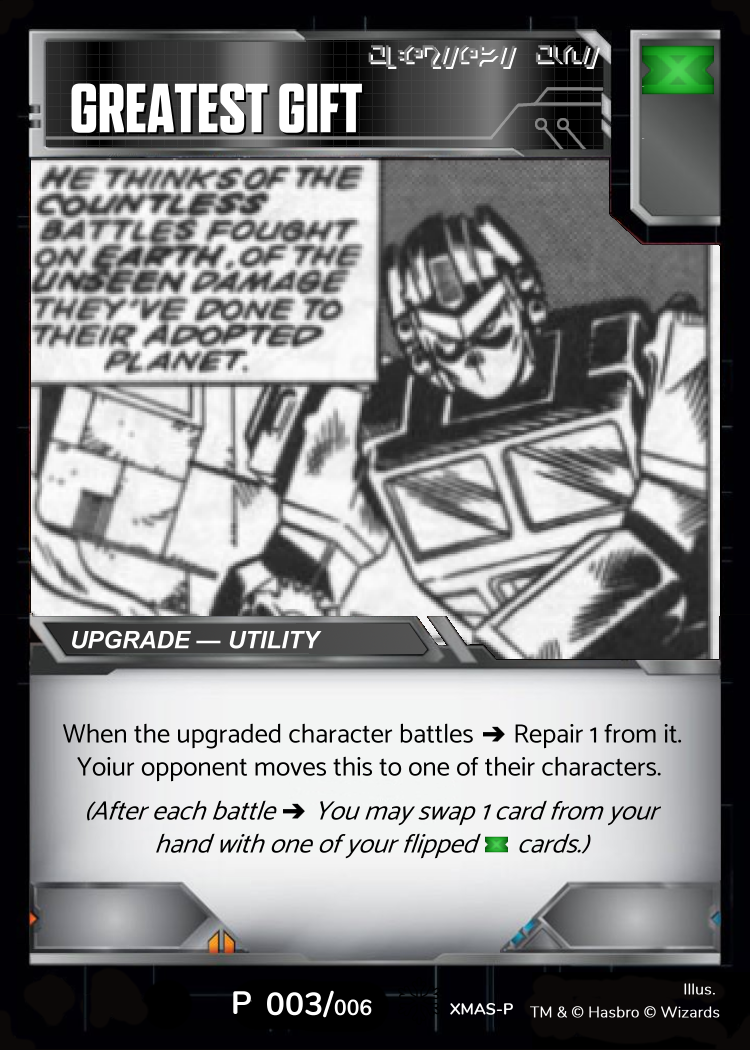 GREATEST GIFT
HE THINKS OF THE
COUNTLESS
BATTLES FOUGHT
ON EARTH, OF THE
UNSEEN DAMAGE
THEY'VE DONE TO
THEIR ADOPTED
PLANET.
UPGRADE — UTILITY
When the upgraded character battles ➔ Repair 1 from it.
Yoiur opponent moves this to one of their characters.
(After each battle ➔ You may swap 1 card from your
hand with one of your flipped cards.)
P 003/006 XMAS-P
Illus.
TM & © Hasbro © Wizards